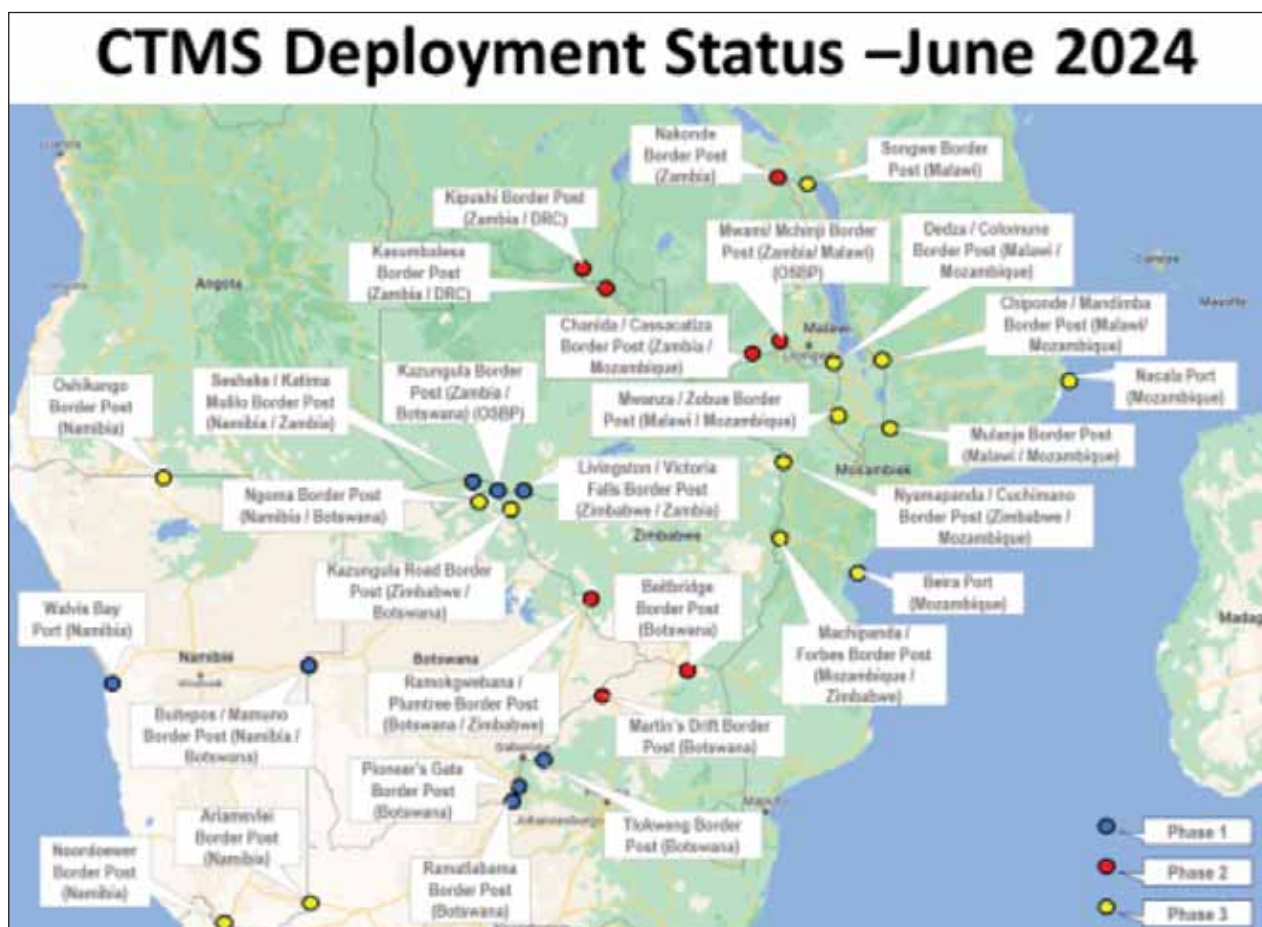 CTMS Deployment Status –June 2024
Nakonde
Border Post
(Zambia)
Songwe Border
Post (Malawi)
Kipushi Border Post
(Zambia / DRC)
Mwami/ Mchinji Border
Post (Zambia/ Malawi)
(OSBP)
Dedza / Colomune
Border Post (Malawi /
Mozambique)
Kasumbalesa
Border Post
(Zambia / DRC)
Angola
Chiponde / Mandimba
Border Post (Malawi/
Mozambique)
Chanida / Cassacatiza
Border Post (Zambia /
Mozambique)
Malawi
Kazungula Border
Post (Zambia /
Botswana) (OSBP)
Sesheke / Katima
Mulilo Border Post
(Namibia / Zambia)
Oshikango
Border Post
(Namibia)
Nacala Port
(Mozambique)
Mwanza / Zobue Border
Post (Malawi / Mozambique)
Mulanje Border Post
(Malawi / Mozambique)
Ngoma Border Post
(Namibia / Botswana)
Livingston / Victoria
Falls Border Post
(Zimbabwe / Zambia)
Mosambiek
Nyamapanda / Cuchimano
Border Post (Zimbabwe /
Mozambique)
Zimbabwe
Kazungula Road Border
Post (Zimbabwe /
Botswana)
Beitbridge
Border Post
(Botswana)
Beira Port
(Mozambique)
Walvis Bay
Port (Namibia)
Namibië
Botswana
Machipanda /
Forbes Border Post
(Mozambique /
Zimbabwe)
Ramokgwebana /
Plumtree Border Post
(Botswana / Zimbabwe)
Buitepos / Mamuno
Border Post (Namibia /
Botswana)
Martin's Drift Border
Post (Botswana)
Gaborone
Pioneer's Gate
Border Post
(Botswana)
Johannesburg
Tlokweng Border
Post (Botswana)
Ariamsvlei
Border Post
(Namibia)
Noordoewer
Border Post
(Namibia)
Ramatlabama
Border Post
(Botswana)
Madag
Phase 1
Phase 2
Phase 3